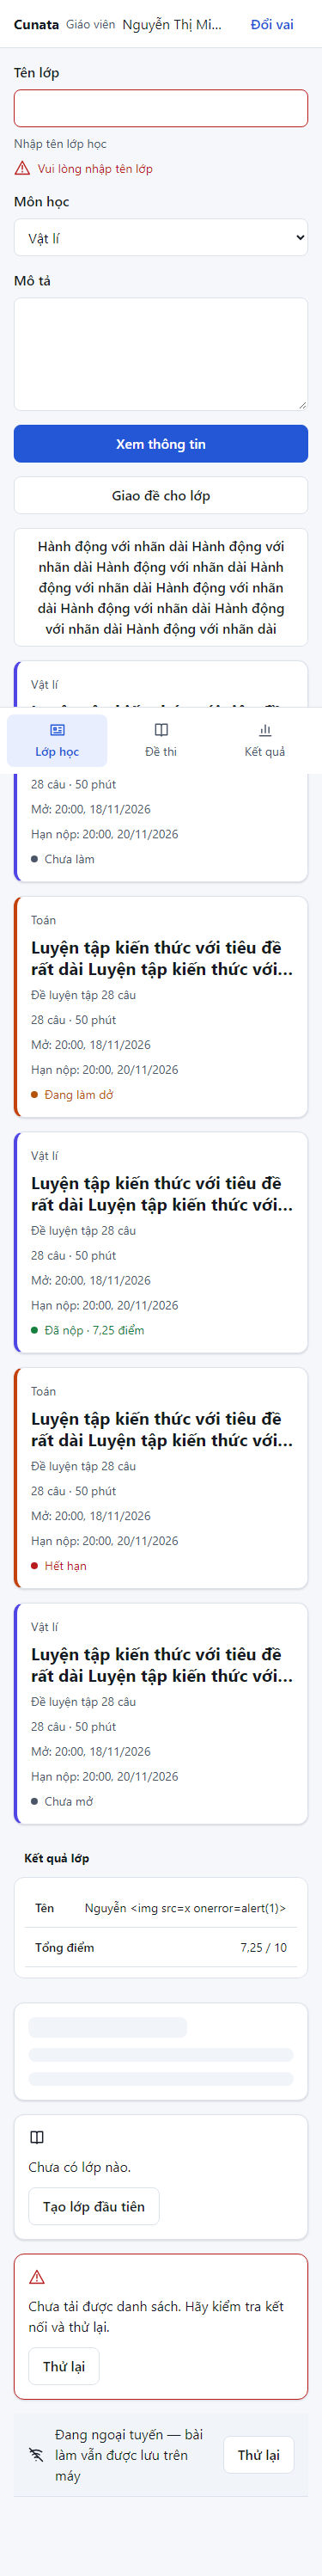 Cunata Giáo viên Nguyễn Thị Mi... Đổi vai
Tên lớp
Nhập tên lớp học
Vui lòng nhập tên lớp
Môn học
Vật lí
Mô tả
Xem thông tin
Giao đề cho lớp
Hành động với nhãn dài Hành động với
nhãn dài Hành động với nhãn dài Hành
động với nhãn dài Hành động với nhãn
dài Hành động với nhãn dài Hành động
với nhãn dài Hành động với nhãn dài
Vật lí
Lớp học
Đề thi
Kết quả
28 câu · 50 phút
Mở: 20:00, 18/11/2026
Hạn nộp: 20:00, 20/11/2026
Chưa làm
Toán
Luyện tập kiến thức với tiêu đề
rất dài Luyện tập kiến thức với...
Đề luyện tập 28 câu
28 câu · 50 phút
Mở: 20:00, 18/11/2026
Hạn nộp: 20:00, 20/11/2026
Đang làm dở
Vật lí
Luyện tập kiến thức với tiêu đề
rất dài Luyện tập kiến thức với...
Đề luyện tập 28 câu
28 câu · 50 phút
Mở: 20:00, 18/11/2026
Hạn nộp: 20:00, 20/11/2026
Đã nộp · 7,25 điểm
Toán
Luyện tập kiến thức với tiêu đề
rất dài Luyện tập kiến thức với...
Đề luyện tập 28 câu
28 câu · 50 phút
Mở: 20:00, 18/11/2026
Hạn nộp: 20:00, 20/11/2026
Hết hạn
Vật lí
Luyện tập kiến thức với tiêu đề
rất dài Luyện tập kiến thức với...
Đề luyện tập 28 câu
28 câu · 50 phút
Mở: 20:00, 18/11/2026
Hạn nộp: 20:00, 20/11/2026
Chưa mở
Kết quả lớp
Tên Nguyễn <img src=x onerror=alert(1)>
Tổng điểm 7,25 / 10
Chưa có lớp nào.
Tạo lớp đầu tiên
Chưa tải được danh sách. Hãy kiểm tra kết
nối và thử lại.
Thử lại
Đang ngoại tuyến — bài
làm vẫn được lưu trên
máy
Thử lại